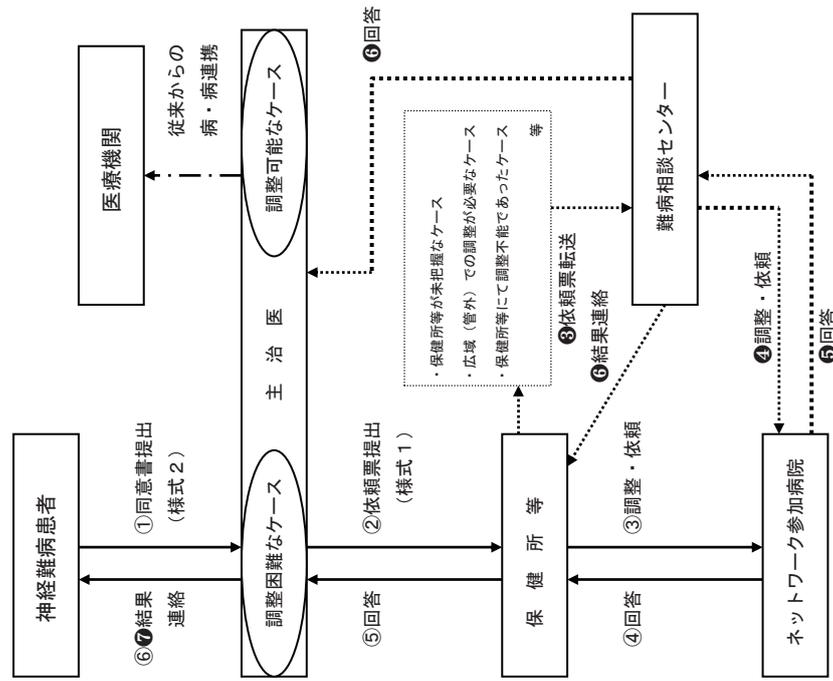 神経難病患者
①同意書提出
(様式2)
⑥❼結果
連絡
医療機関
従来からの
病・病連携
調整困難なケース
主治医
調整可能なケース
②依頼票提出
(様式1)
⑤回答
❻回答
・保健所等が未把握なケース
・広域(管外)での調整が必要なケース
・保健所等にて調整不能であったケース
等
保健所等
❸依頼票転送
❻結果連絡
難病相談センター
③調整・依頼
④回答
❹調整・依頼
❺回答
ネットワーク参加病院